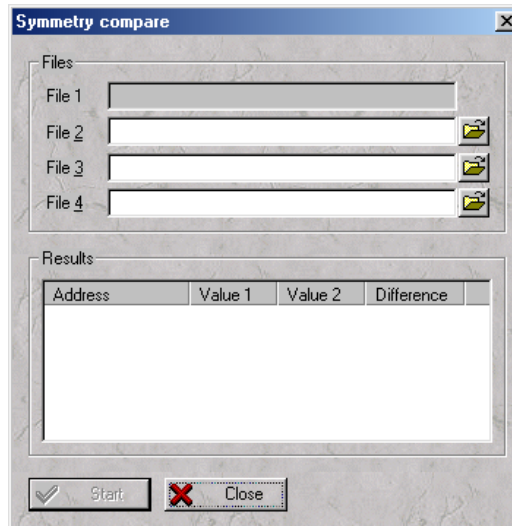 Symmetry compare
Files
File 1
File 2
File 3
File 4
Results
Address Value 1 Value 2 Difference
Start Close